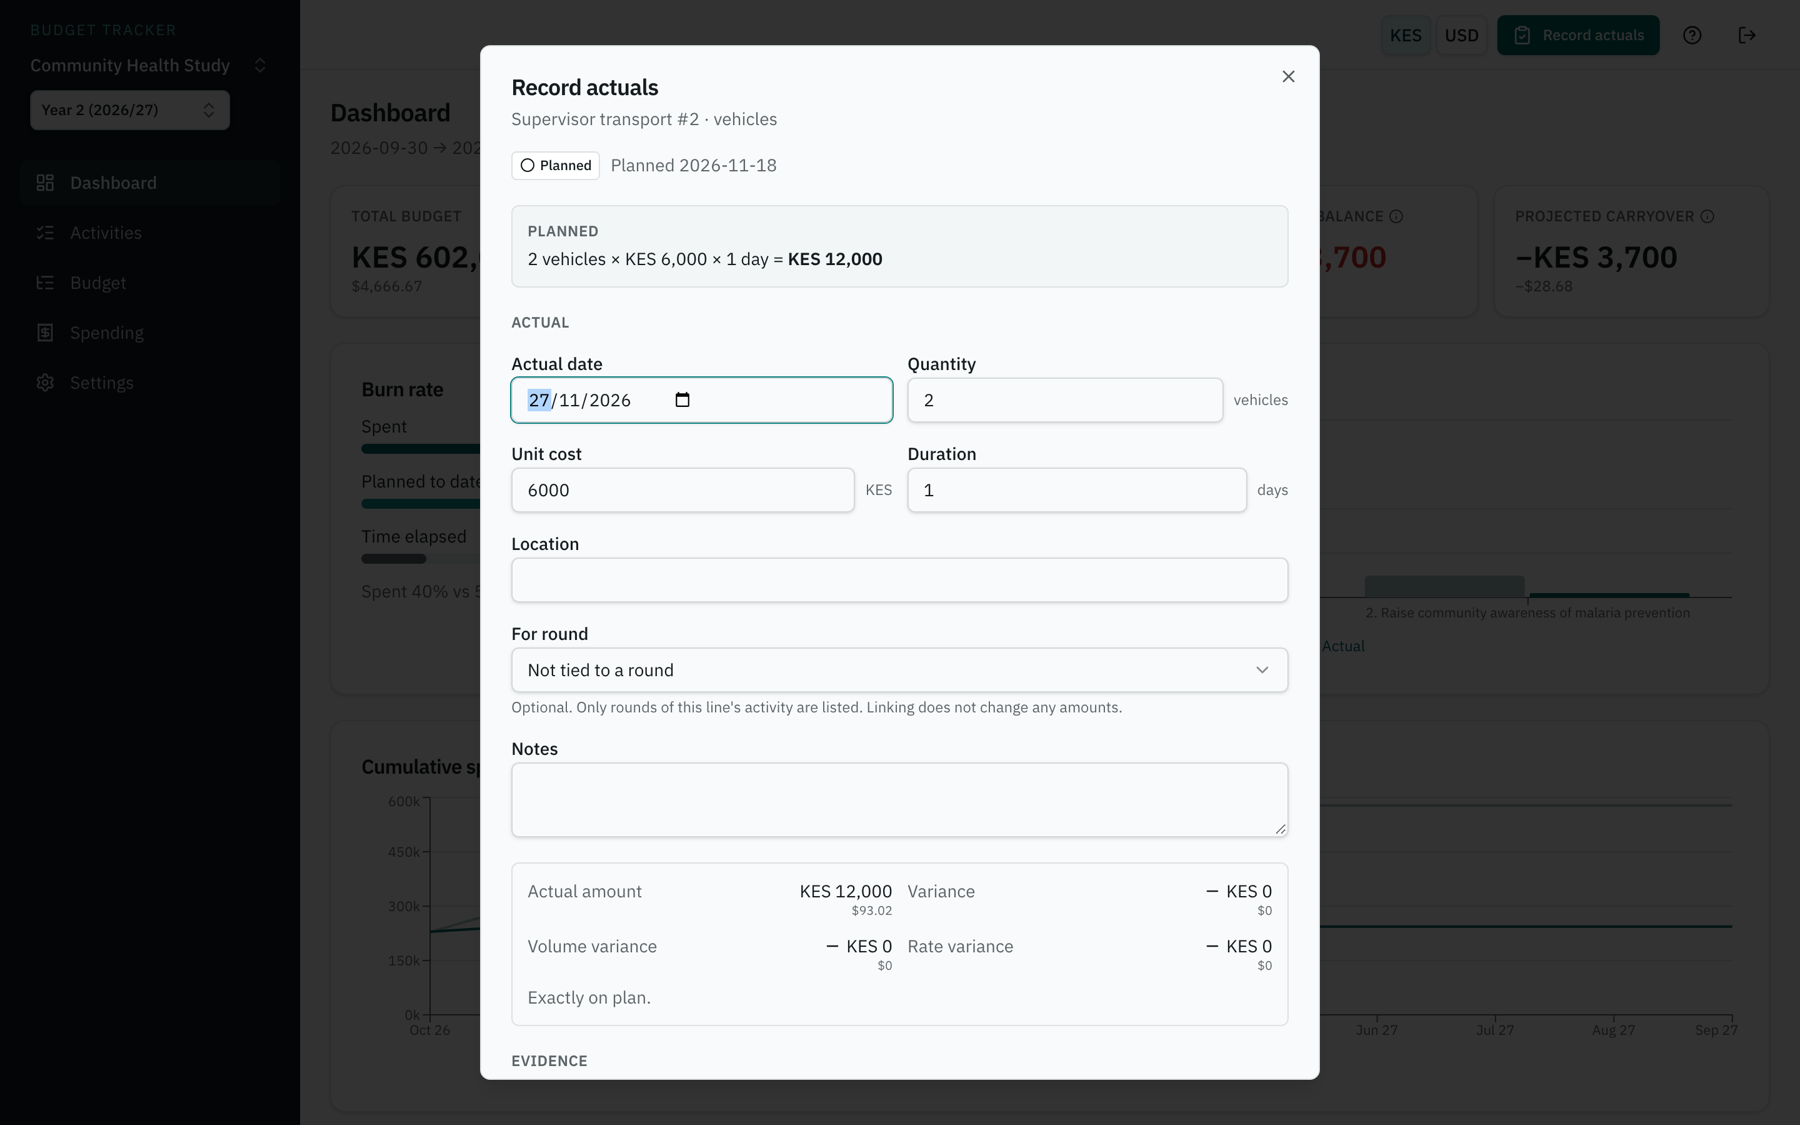 BUDGET TRACKER
Community Health Study
Year 2 (2026/27)
Dashboard
Activities
Budget
Spending
Settings
KES
USD
Record actuals
Dashboard
2026-09-30 → 202
TOTAL BUDGET
KES 602,
$4,666.67
BALANCE
,700
PROJECTED CARRYOVER
−KES 3,700
−$28.68
Burn rate
Spent
Planned to date
Time elapsed
Spent 40% vs
2. Raise community awareness of malaria prevention
Actual
Cumulative sp
600k
450k
300k
150k
0k
Oct 26
Jun 27
Jul 27
Aug 27
Sep 27
Record actuals
Supervisor transport #2 · vehicles
Planned
Planned 2026-11-18
PLANNED
2 vehicles × KES 6,000 × 1 day = KES 12,000
ACTUAL
Actual date
27/11/2026
Quantity
2
vehicles
Unit cost
6000
KES
Duration
1
days
Location
For round
Not tied to a round
Optional. Only rounds of this line's activity are listed. Linking does not change any amounts.
Notes
Actual amount
KES 12,000
$93.02
Variance
— KES 0
$0
Volume variance
— KES 0
$0
Rate variance
— KES 0
$0
Exactly on plan.
EVIDENCE